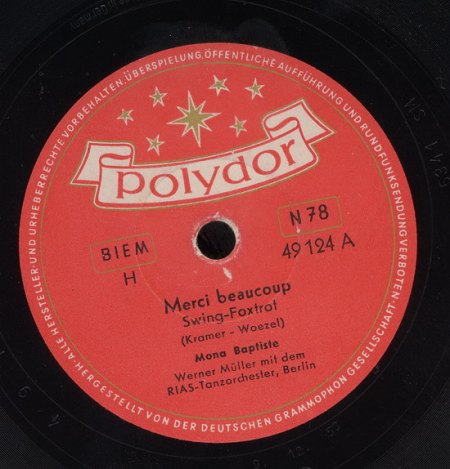 ALLE HERSTELLER- UND URHEBERRECHTE VORBEHALTEN. ÜBERSPIELUNG, ÖFFENTLICHE AUFFÜHRUNG UND RUNDFUNKSENDUNG VERBOTEN.
polydor
BIEM
N 78
H
49 124 A
Merci beaucoup
Swing-Foxtrot
(Kramer - Woezel)
Mona Baptiste
Werner Müller mit dem
RIAS-Tanzorchester, Berlin
HERGESTELLT VON DER DEUTSCHEN GRAMMOPHON GESELLSCHAFT